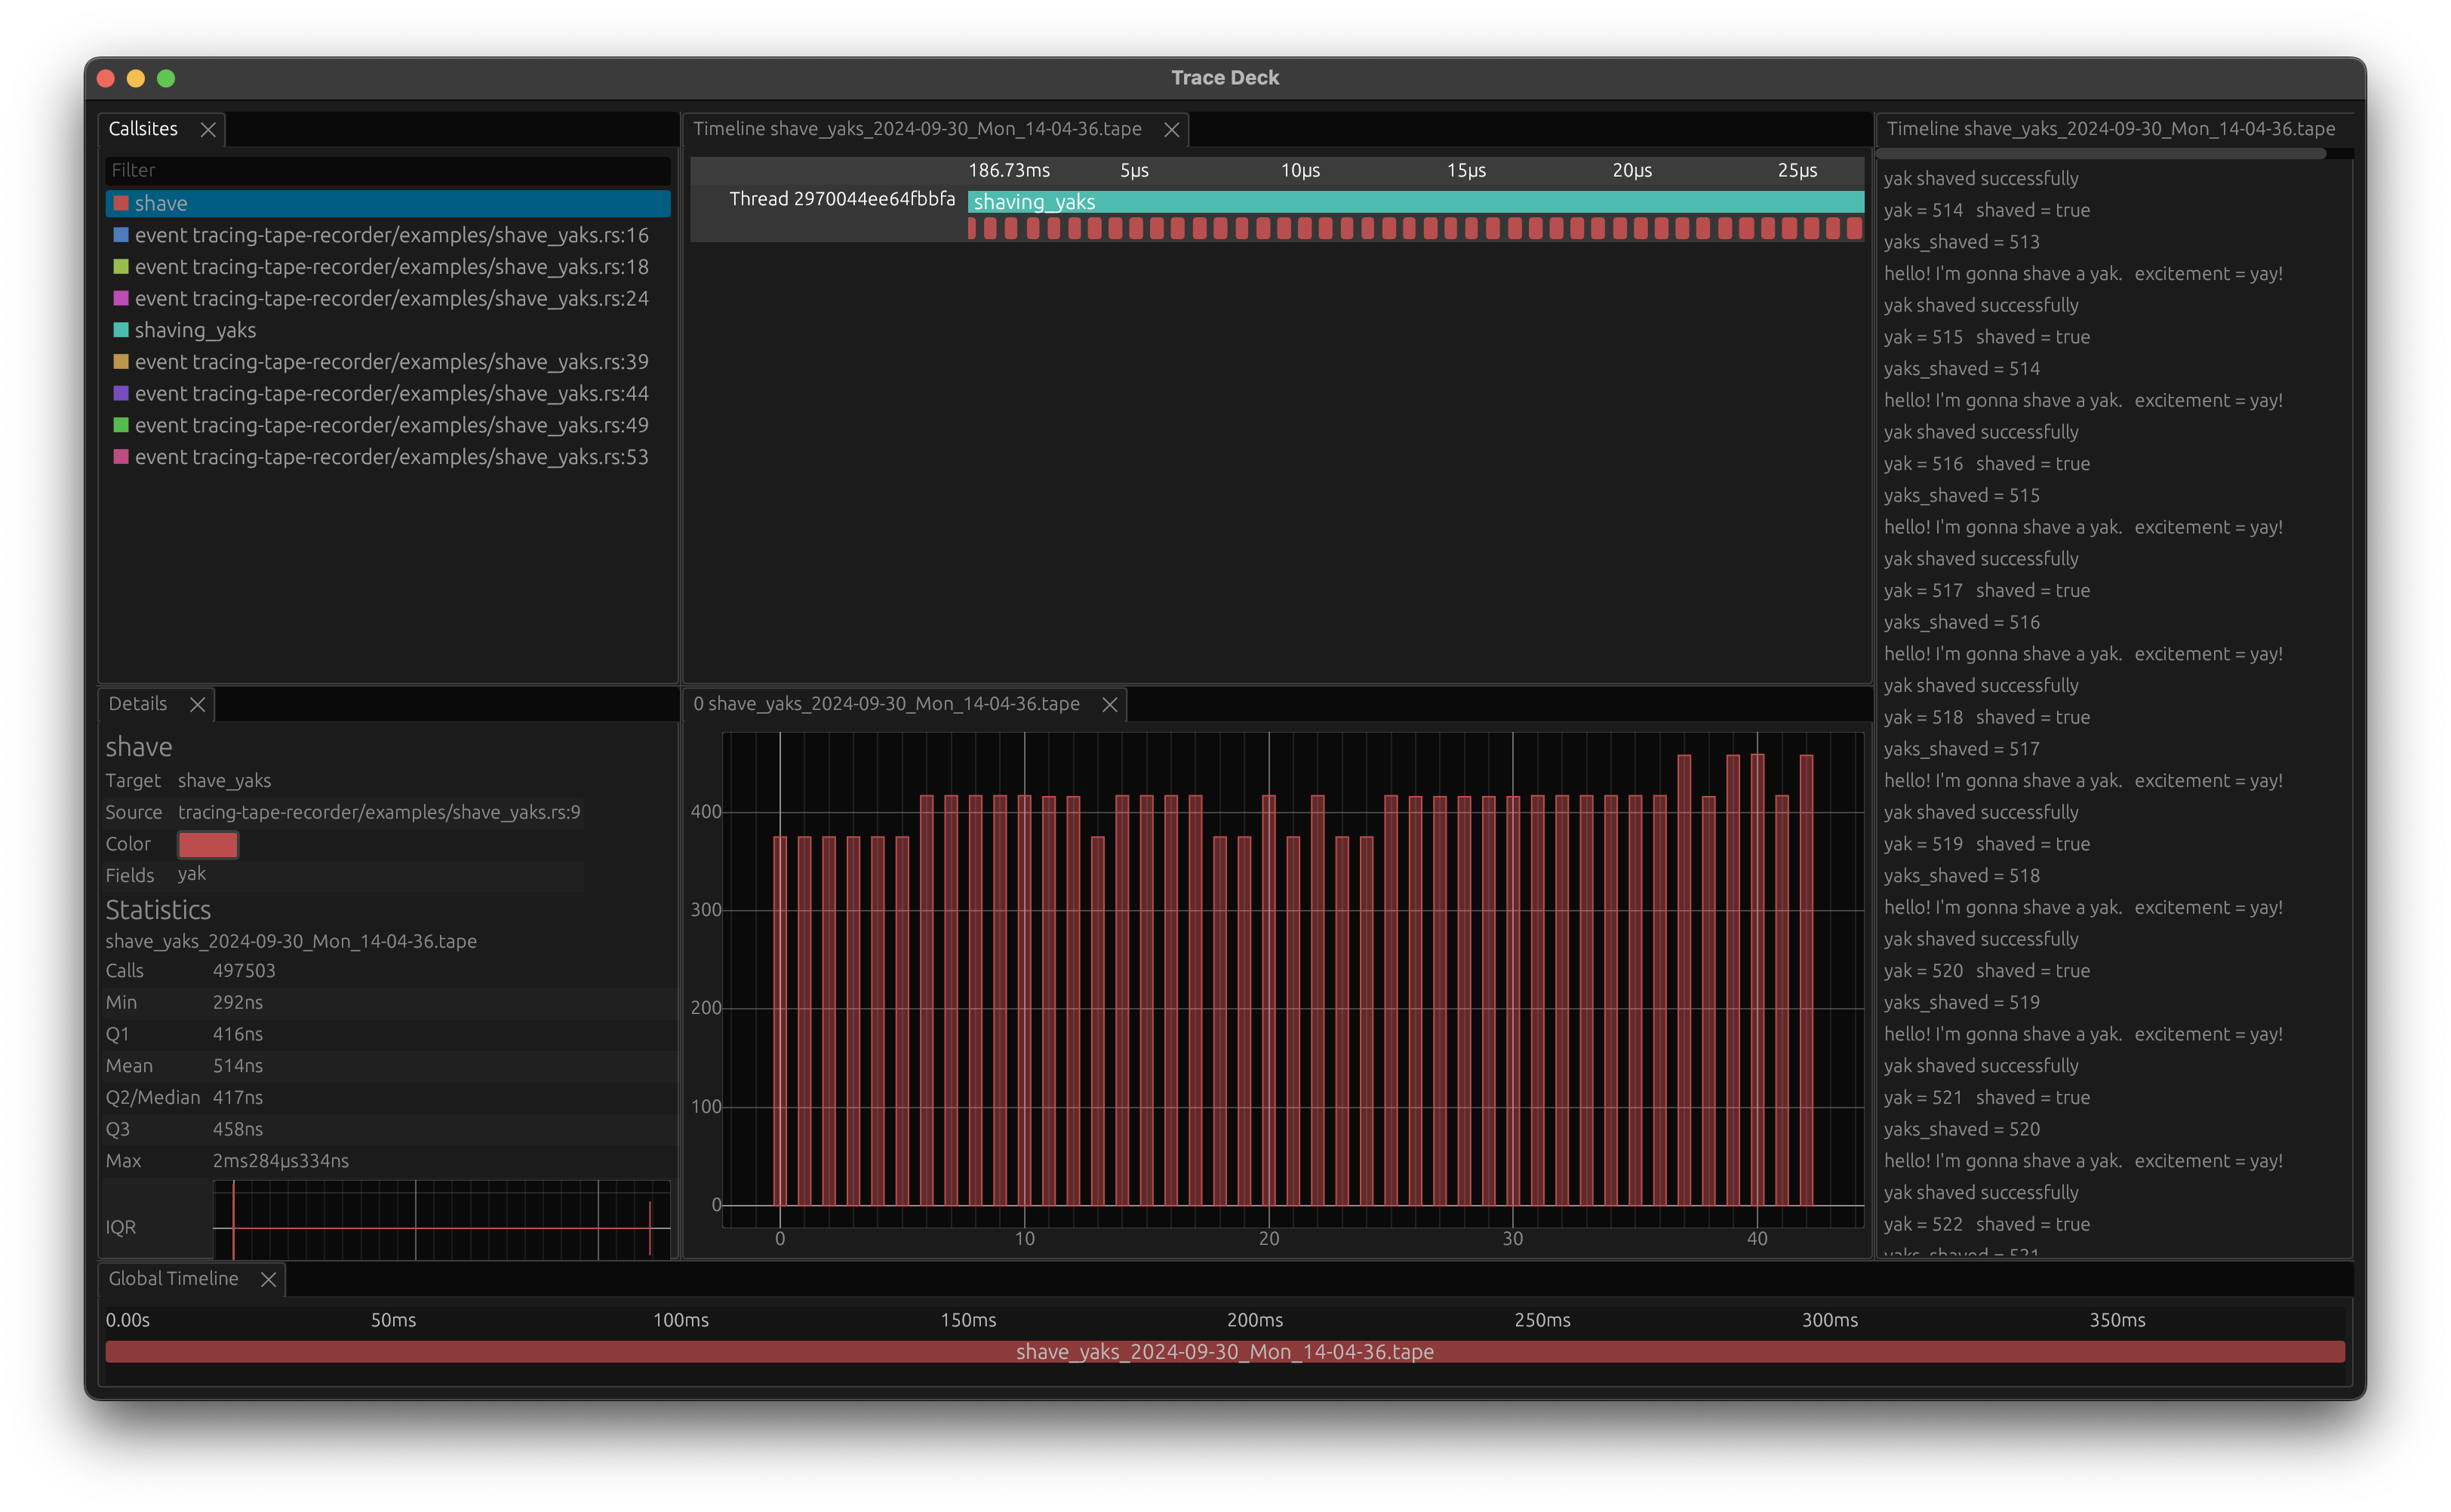 Trace Deck
Callsites
Filter
shave
event tracing-tape-recorder/examples/shave_yaks.rs:16
event tracing-tape-recorder/examples/shave_yaks.rs:18
event tracing-tape-recorder/examples/shave_yaks.rs:24
shaving_yaks
event tracing-tape-recorder/examples/shave_yaks.rs:39
event tracing-tape-recorder/examples/shave_yaks.rs:44
event tracing-tape-recorder/examples/shave_yaks.rs:49
event tracing-tape-recorder/examples/shave_yaks.rs:53
Timeline shave_yaks_2024-09-30_Mon_14-04-36.tape
186.73ms 5µs 10µs 15µs 20µs 25µs
Thread 2970044ee64fbbfa
shaving_yaks
Details
shave
Target shave_yaks
Source tracing-tape-recorder/examples/shave_yaks.rs:9
Color
Fields yak
Statistics
shave_yaks_2024-09-30_Mon_14-04-36.tape
Calls 497503
Min 292ns
Q1 416ns
Mean 514ns
Q2/Median 417ns
Q3 458ns
Max 2ms284µs334ns
IQR
0 shave_yaks_2024-09-30_Mon_14-04-36.tape
400
300
200
100
0
0 10 20 30 40
Timeline shave_yaks_2024-09-30_Mon_14-04-36.tape
yak shaved successfully
yak = 514 shaved = true
yaks_shaved = 513
hello! I'm gonna shave a yak. excitement = yay!
yak shaved successfully
yak = 515 shaved = true
yaks_shaved = 514
hello! I'm gonna shave a yak. excitement = yay!
yak shaved successfully
yak = 516 shaved = true
yaks_shaved = 515
hello! I'm gonna shave a yak. excitement = yay!
yak shaved successfully
yak = 517 shaved = true
yaks_shaved = 516
hello! I'm gonna shave a yak. excitement = yay!
yak shaved successfully
yak = 518 shaved = true
yaks_shaved = 517
hello! I'm gonna shave a yak. excitement = yay!
yak shaved successfully
yak = 519 shaved = true
yaks_shaved = 518
hello! I'm gonna shave a yak. excitement = yay!
yak shaved successfully
yak = 520 shaved = true
yaks_shaved = 519
hello! I'm gonna shave a yak. excitement = yay!
yak shaved successfully
yak = 521 shaved = true
yaks_shaved = 520
hello! I'm gonna shave a yak. excitement = yay!
yak shaved successfully
yak = 522 shaved = true
yaks_shaved = 521
Global Timeline
0.00s 50ms 100ms 150ms 200ms 250ms 300ms 350ms
shave_yaks_2024-09-30_Mon_14-04-36.tape